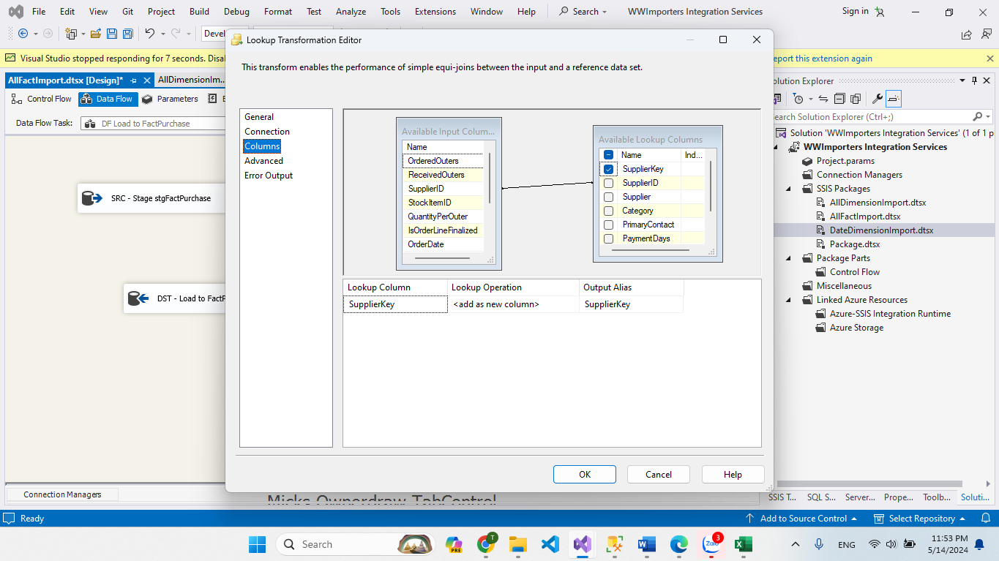 File Edit View Git Project Build Debug Format Test Analyze Tools Extensions Window Help Search WWImporters Integration Services Sign in
Devel
Visual Studio stopped responding for 7 seconds. Disa
eport this extension again
Lookup Transformation Editor
This transform enables the performance of simple equi-joins between the input and a reference data set.
AllFactImport.dtsx [Design]* AllDimensionIm...
Control Flow Data Flow Parameters E
Data Flow Task: DF Load to FactPurchase
SRC - Stage stgFactPurchase
DST - Load to FactP
General
Connection
Columns
Advanced
Error Output
Available Input Colum...
Name
OrderedOuters
ReceivedOuters
SupplierID
StockItemID
QuantityPerOuter
IsOrderLineFinalized
OrderDate
Available Lookup Columns
Name Ind...
SupplierKey
SupplierID
Supplier
Category
PrimaryContact
PaymentDays
Lookup Column Lookup Operation Output Alias
SupplierKey <add as new column> SupplierKey
OK Cancel Help
olution Explorer
earch Solution Explorer (Ctrl+;)
Solution 'WWImporters Integration Services' (1 of 1 p
WWImporters Integration Services
Project.params
Connection Managers
SSIS Packages
AllDimensionImport.dtsx
AllFactImport.dtsx
DateDimensionImport.dtsx
Package.dtsx
Package Parts
Control Flow
Miscellaneous
Linked Azure Resources
Azure-SSIS Integration Runtime
Azure Storage
Connection Managers
Micks Ownerdraw TabControl
SSIS T... SQL S... Server... Prope... Toolb... Soluti...
Ready
Add to Source Control Select Repository
Search
PRE
T
Zalo
3
ENG
11:53 PM
5/14/2024